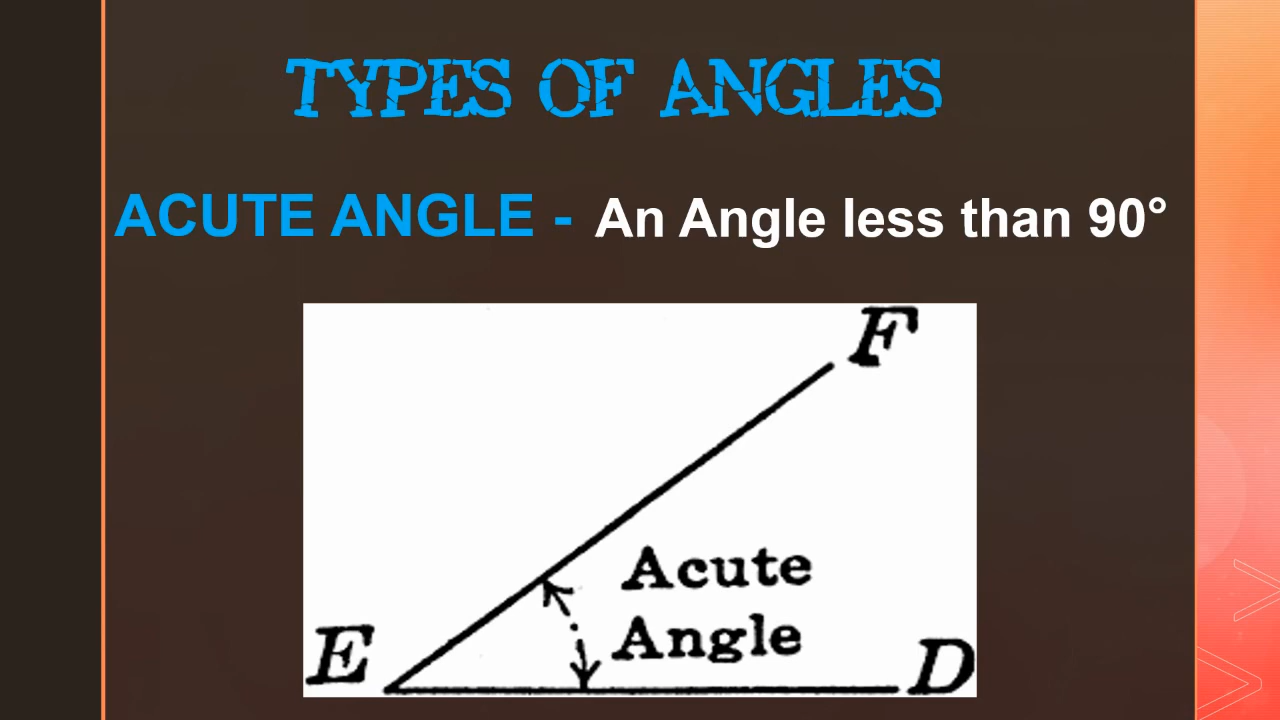 TYPES OF ANGLES
ACUTE ANGLE - An Angle less than 90°
F
Acute
Angle
E
D